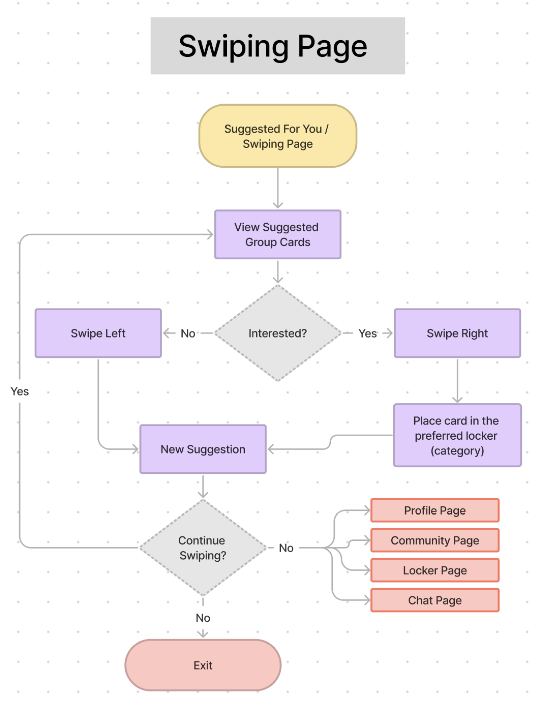 Swiping Page
Suggested For You /
Swiping Page
View Suggested
Group Cards
Swipe Left
No
Interested?
Yes
Swipe Right
Yes
Place card in the
preferred locker
(category)
New Suggestion
Profile Page
Continue
Swiping?
No
Community Page
Locker Page
Chat Page
No
Exit